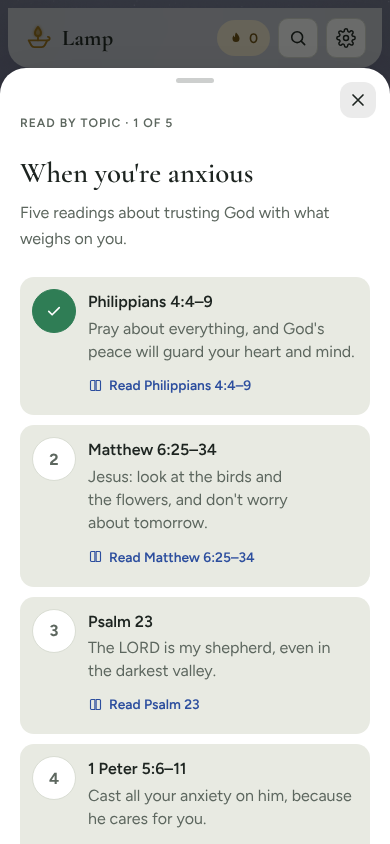 Lamp
0
READ BY TOPIC · 1 OF 5
When you're anxious
Five readings about trusting God with what
weighs on you.
Philippians 4:4–9
Pray about everything, and God's
peace will guard your heart and mind.
Read Philippians 4:4–9
2
Matthew 6:25–34
Jesus: look at the birds and
the flowers, and don't worry
about tomorrow.
Read Matthew 6:25–34
3
Psalm 23
The LORD is my shepherd, even in
the darkest valley.
Read Psalm 23
4
1 Peter 5:6–11
Cast all your anxiety on him, because
he cares for you.